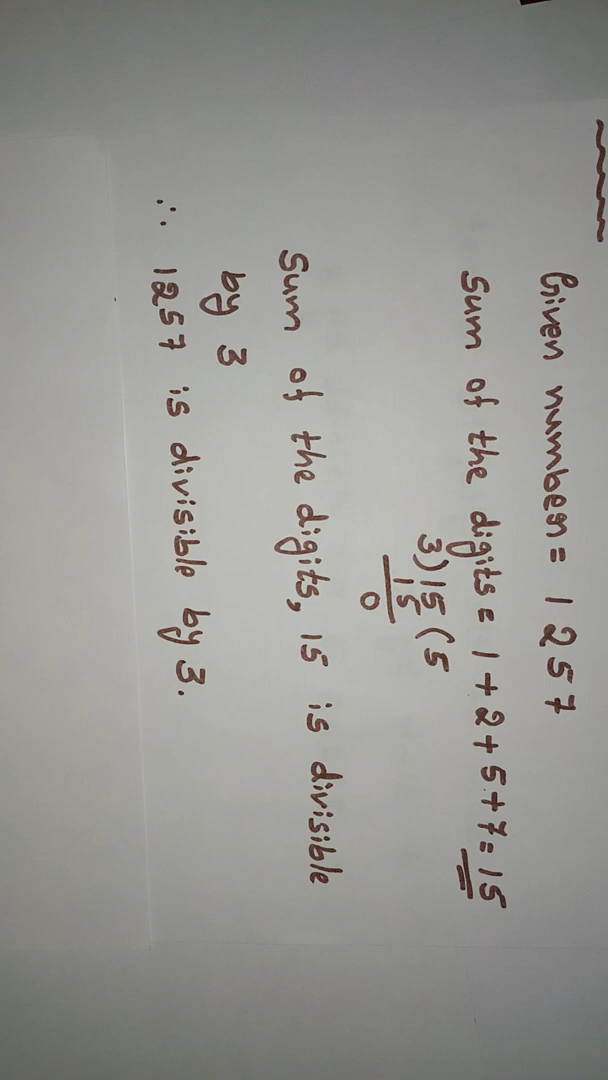 Given number = 1257
Sum of the digits = 1+2+5+7=15
3)15(5
15
0
Sum of the digits, 15 is divisible
by 3
∴ 1257 is divisible by 3.